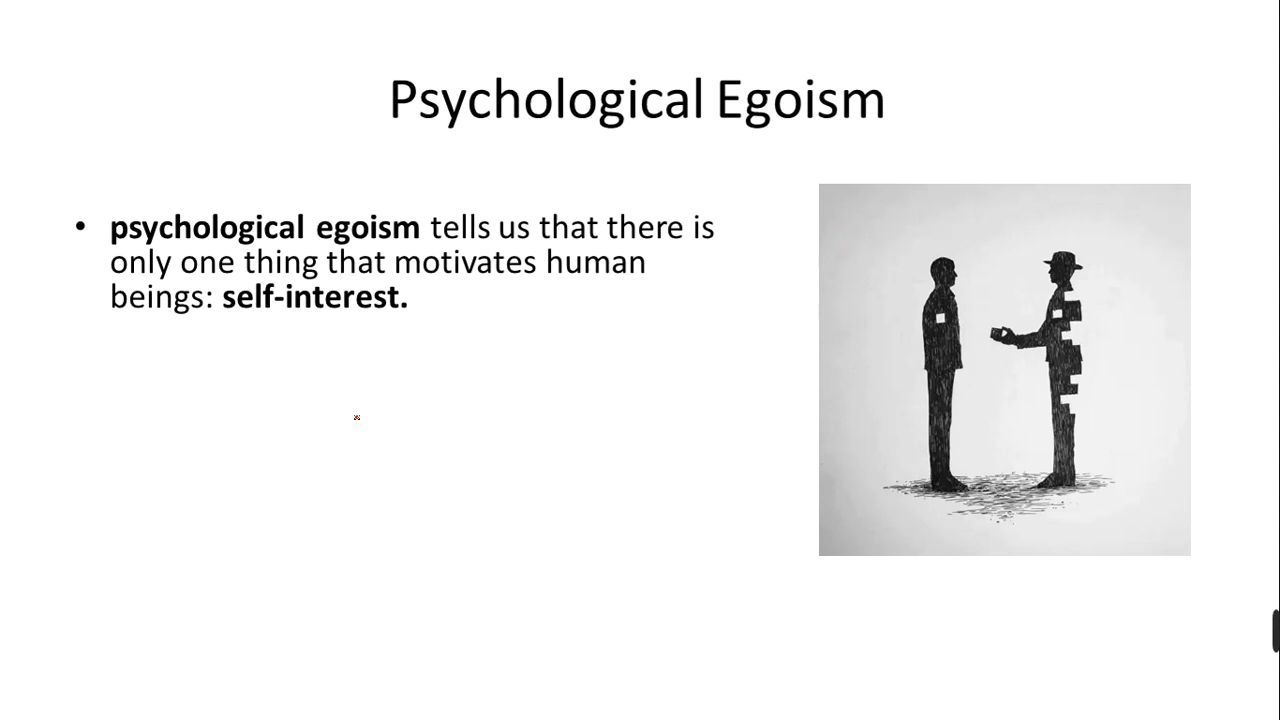 Psychological Egoism
• psychological egoism tells us that there is
only one thing that motivates human
beings: self-interest.